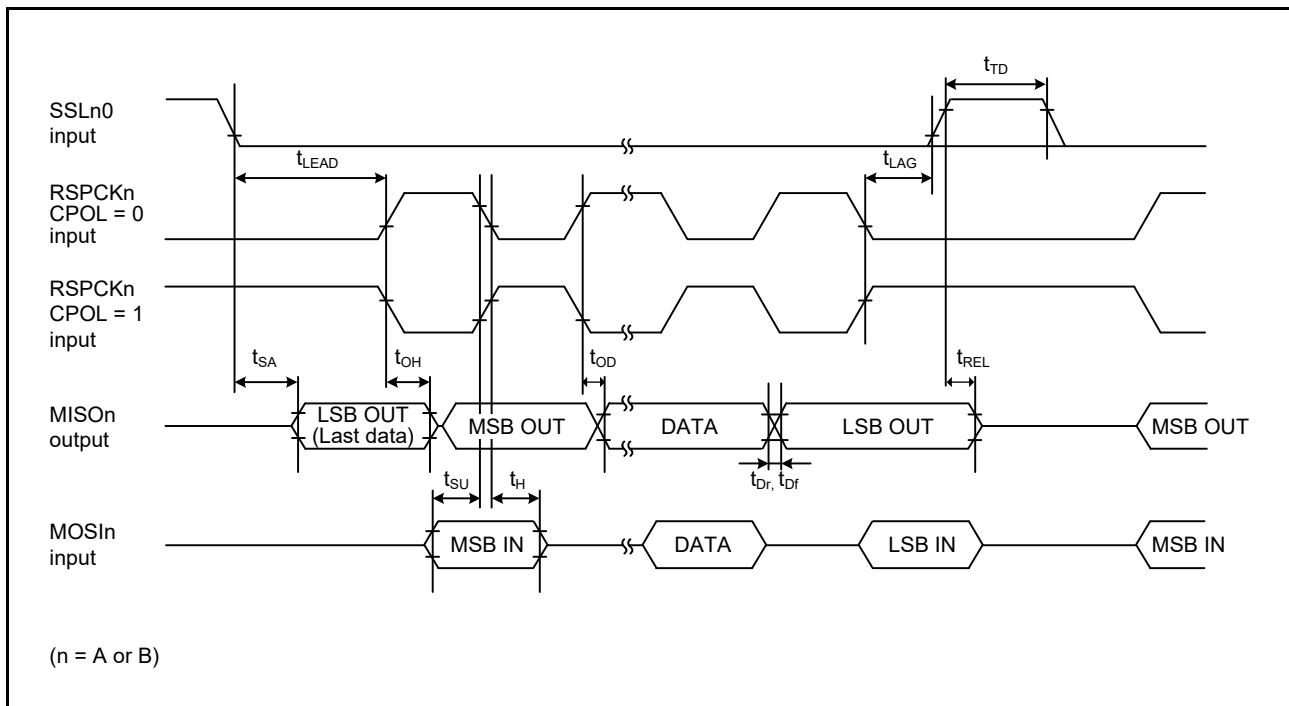 tTD
SSLn0
input
tLEAD
tLAG
RSPCKn
CPOL = 0
input
RSPCKn
CPOL = 1
input
tSA
tOH
tOD
tREL
MISOn
output
LSB OUT
(Last data)
MSB OUT
DATA
LSB OUT
MSB OUT
tSU
tH
tDr, tDf
MOSIn
input
MSB IN
DATA
LSB IN
MSB IN
(n = A or B)